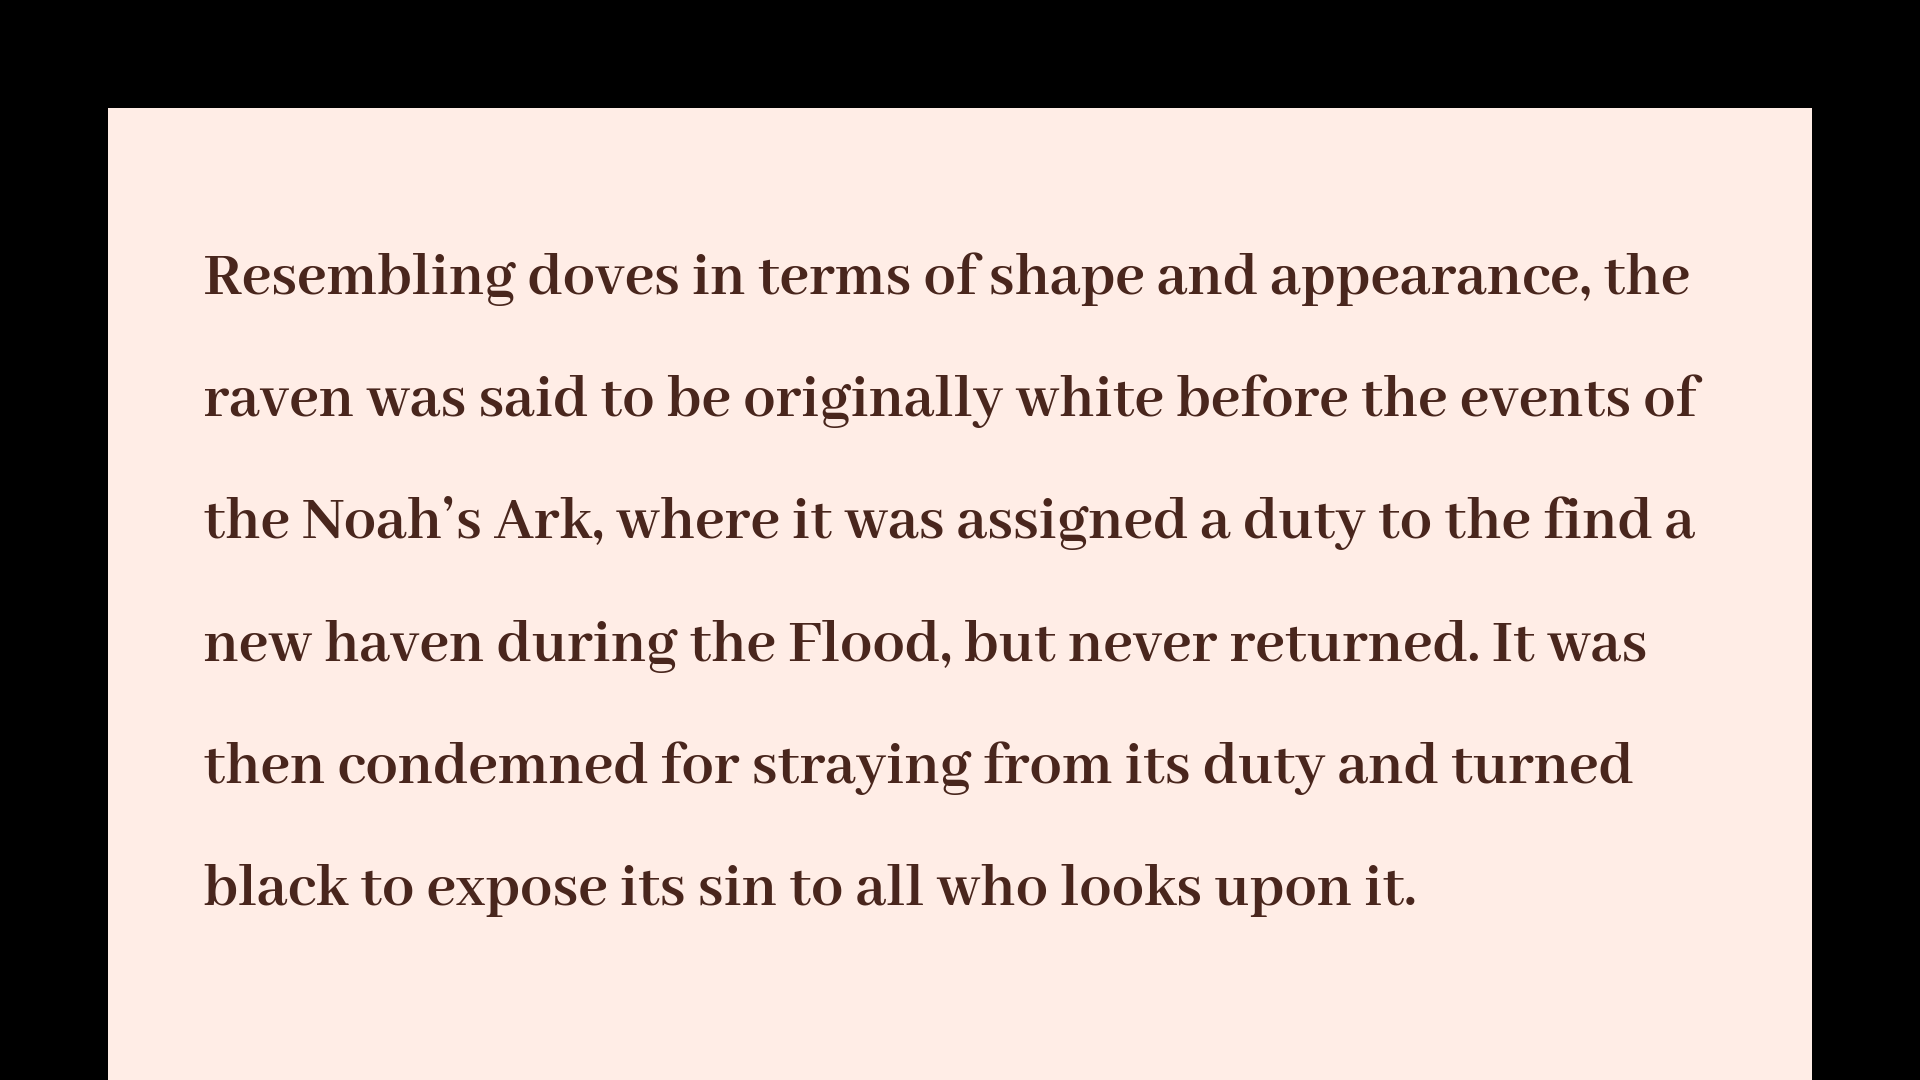 Resembling doves in terms of shape and appearance, the
raven was said to be originally white before the events of
the Noah’s Ark, where it was assigned a duty to the find a
new haven during the Flood, but never returned. It was
then condemned for straying from its duty and turned
black to expose its sin to all who looks upon it.